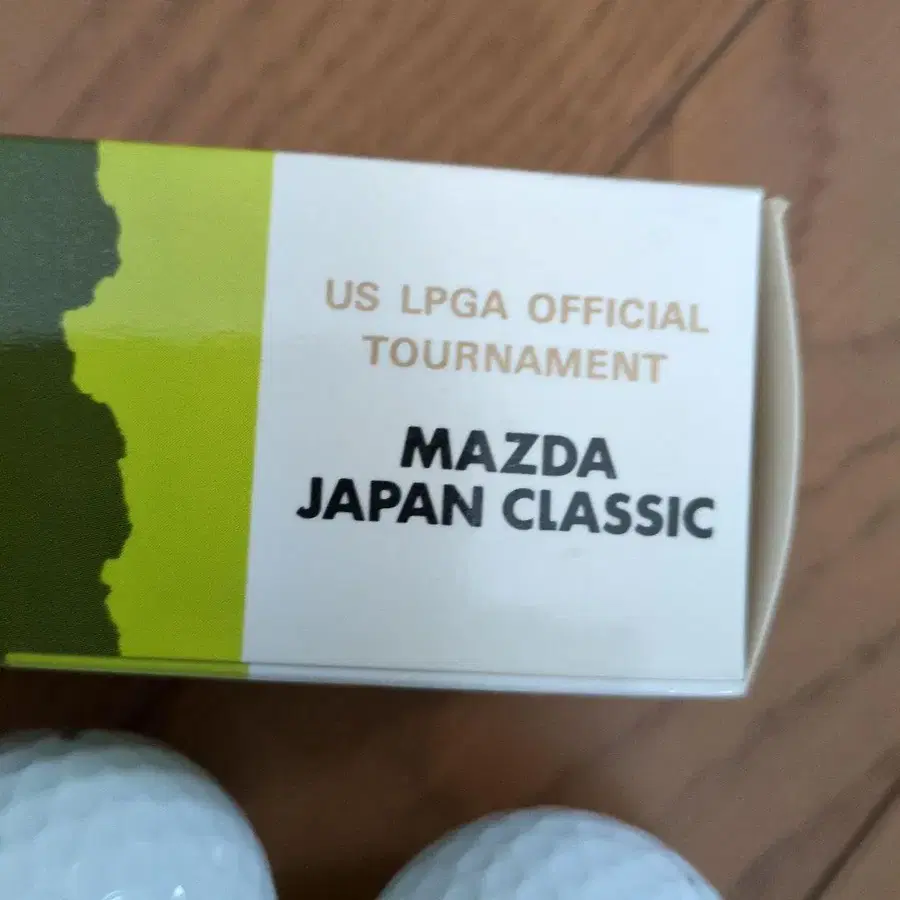 US LPGA OFFICIAL
TOURNAMENT
MAZDA
JAPAN CLASSIC